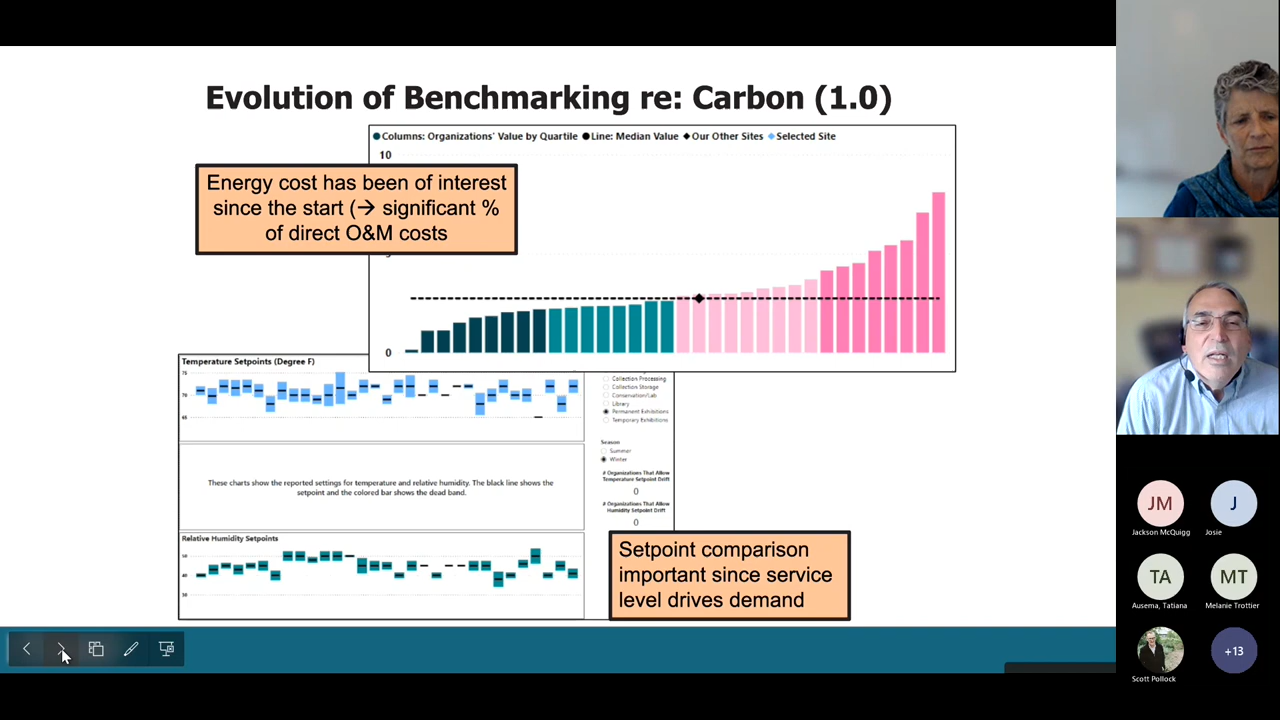 Evolution of Benchmarking re: Carbon (1.0)
Columns: Organizations' Value by Quartile Line: Median Value Our Other Sites Selected Site
10
0
Energy cost has been of interest
since the start (→ significant %
of direct O&M costs
Temperature Setpoints (Degree F)
75
70
65
These charts show the reported settings for temperature and relative humidity. The black line shows the
setpoint and the colored bar shows the dead band.
Relative Humidity Setpoints
50
40
30
Collection Processing
Collection Storage
Conservation/Lab
Library
Permanent Exhibitions
Temporary Exhibitions
Season
Summer
Winter
# Organizations That Allow
Temperature Setpoint Drift
0
# Organizations That Allow
Humidity Setpoint Drift
0
Setpoint comparison
important since service
level drives demand
JM
Jackson McQuigg
J
Josie
TA
Ausema, Tatiana
MT
Melanie Trottier
Scott Pollock
+13